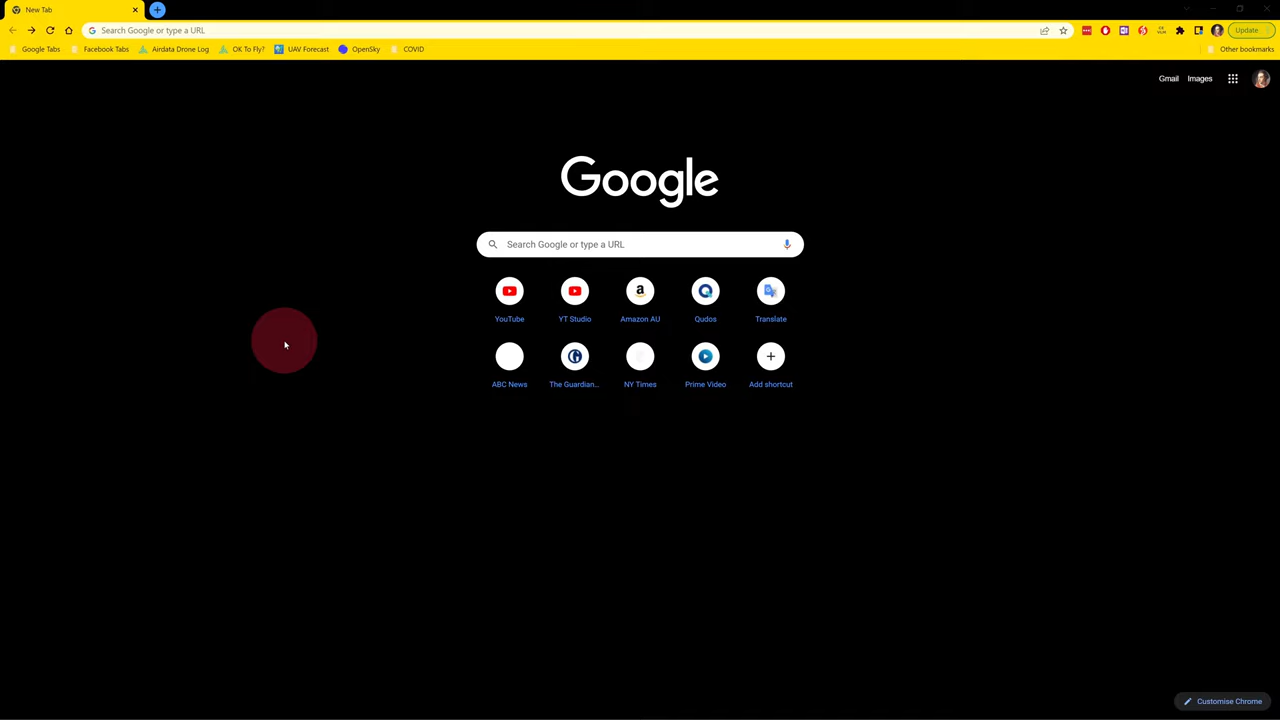 New Tab
Search Google or type a URL
Update
Google Tabs
Facebook Tabs
Airdata Drone Log
OK To Fly?
UAV Forecast
OpenSky
COVID
Other bookmarks
Gmail
Images
Google
Search Google or type a URL
YouTube
YT Studio
Amazon AU
Qudos
Translate
ABC News
The Guardian...
NY Times
Prime Video
Add shortcut
Customise Chrome